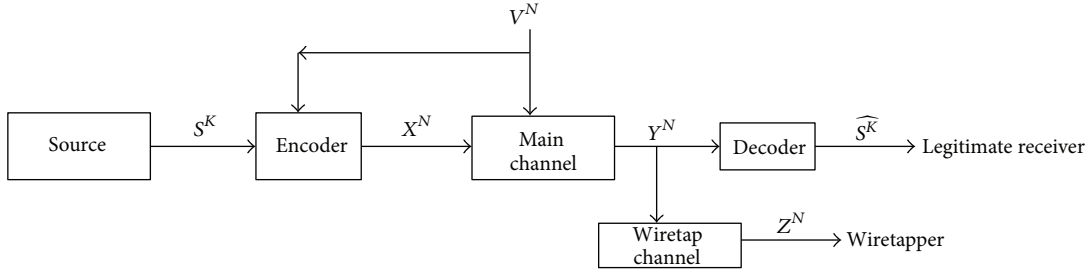 V^N
Source
S^K
Encoder
X^N
Main
channel
Y^N
Decoder
\widehat{S^K}
Legitimate receiver
Wiretap
channel
Z^N
Wiretapper